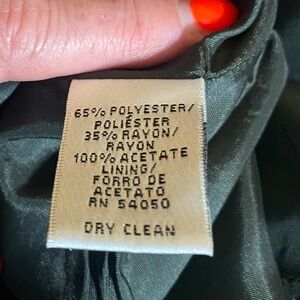 65% POLYESTER/
POLIÉSTER
35% RAYON/
RAYON
100% ACETATE
LINING/
FORRO DE
ACETATO
RN 54050
DRY CLEAN